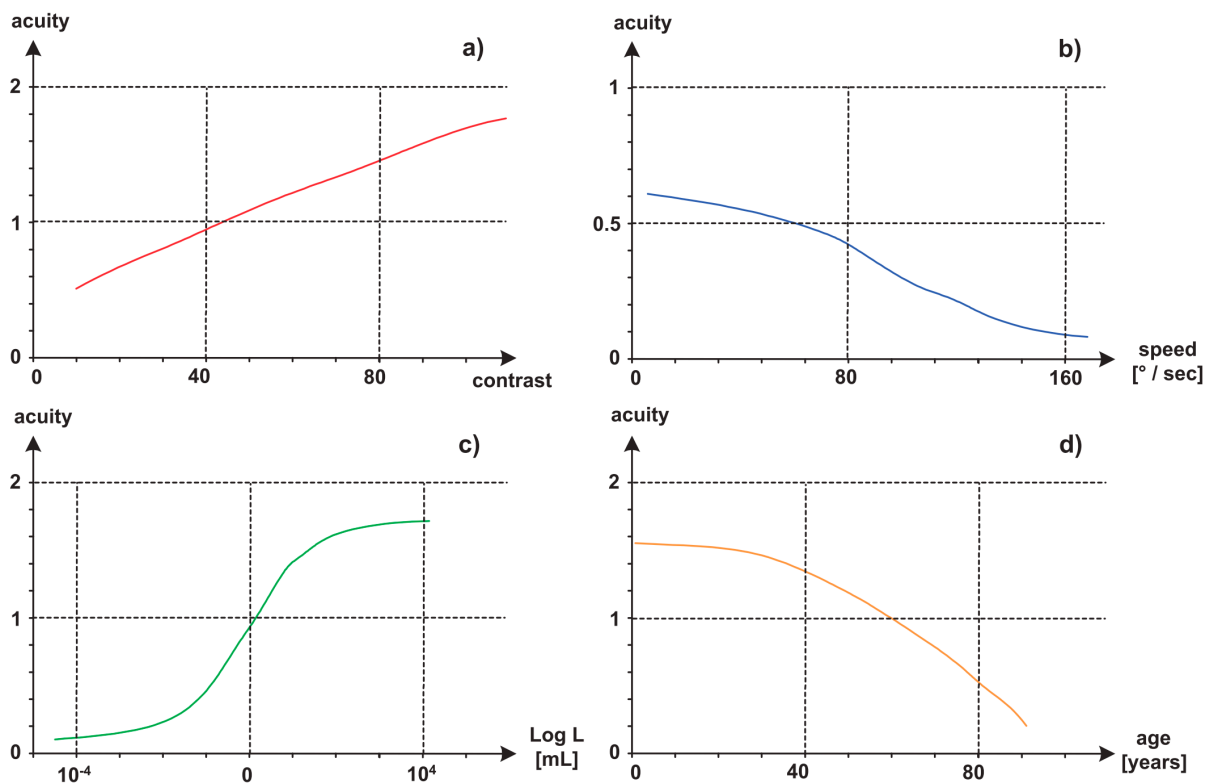 acuity
a)
2
1
0
0
40
80
contrast
acuity
b)
1
0.5
0
0
80
160
speed
[° / sec]
acuity
c)
2
1
0
10⁻⁴
0
10⁴
Log L
[mL]
acuity
d)
2
1
0
0
40
80
age
[years]